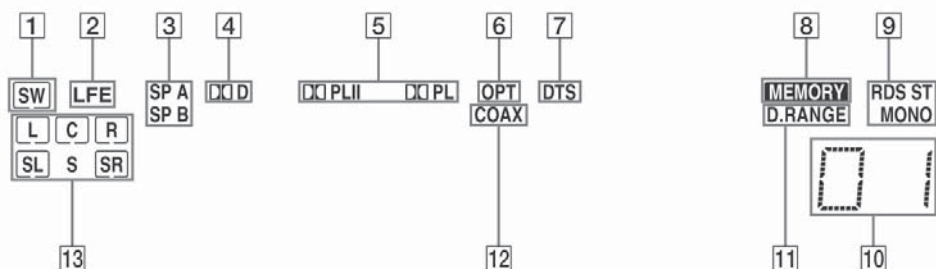 1 2 3 4 5 6 7 8 9
SW LFE SP A DD D DD PLII DD PL OPT DTS MEMORY RDS ST
SP B COAX D.RANGE MONO
L C R
SL S SR
01
13 12 11 10